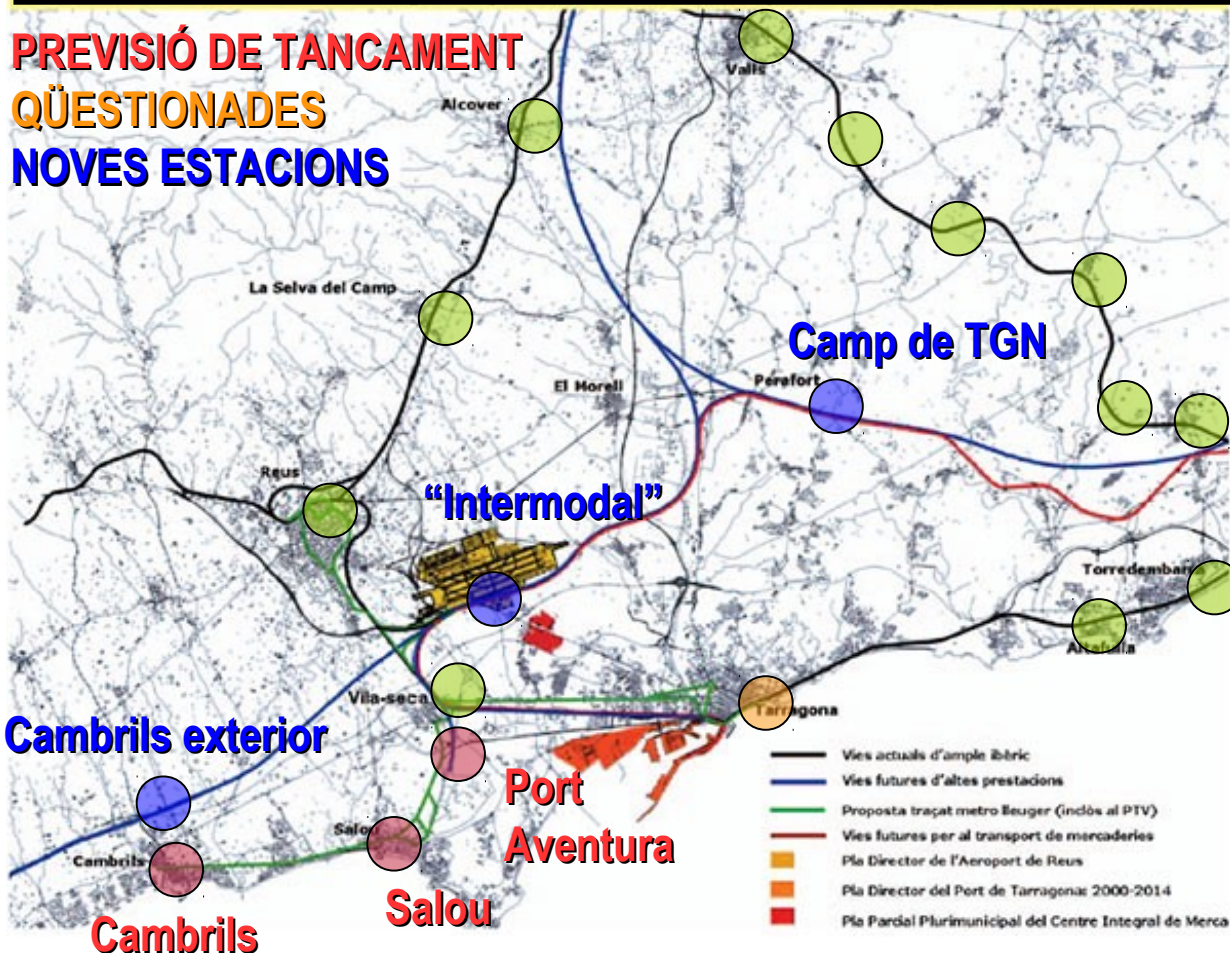 PREVISIÓ DE TANCAMENT
QÜESTIONADES
NOVES ESTACIONS
Valls
Alcover
La Selva del Camp
Camp de TGN
El Morell
Perafort
Reus
“Intermodal”
Torredembar
Altafulla
Vila-seca
Tarragona
Cambrils exterior
Port
Aventura
Salou
Cambrils
Salou
Cambrils
Vies actuals d'ample ibèric
Vies futures d'altes prestacions
Proposta traçat metro lleuger (inclòs al PTV)
Vies futures per al transport de mercaderies
Pla Director de l'Aeroport de Reus
Pla Director del Port de Tarragona: 2000-2014
Pla Parcial Plurimunicipal del Centre Integral de Merca